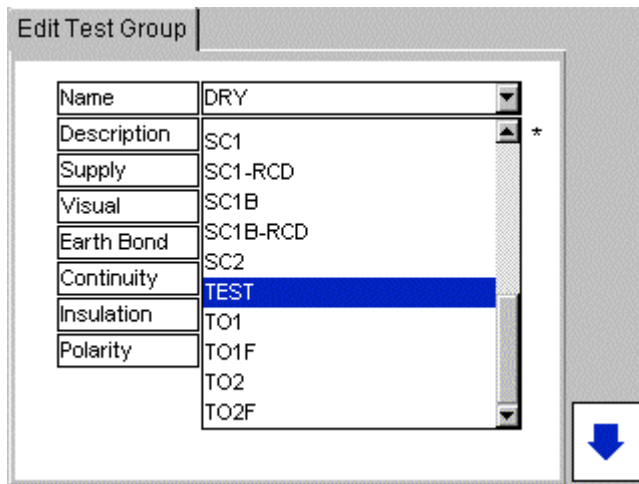 Edit Test Group
Name DRY
Description *
SC1
Supply
SC1-RCD
Visual
SC1B
Earth Bond
SC1B-RCD
Continuity
SC2
TEST
Insulation
TO1
Polarity
TO1F
TO2
TO2F